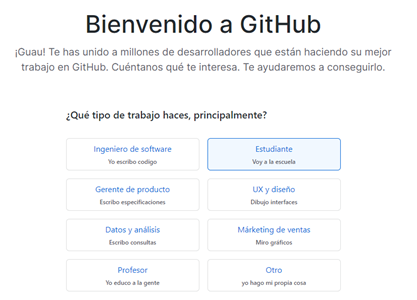 Bienvenido a GitHub
¡Guau! Te has unido a millones de desarrolladores que están haciendo su mejor
trabajo en GitHub. Cuéntanos qué te interesa. Te ayudaremos a conseguirlo.
¿Qué tipo de trabajo haces, principalmente?
Ingeniero de software
Yo escribo codigo
Estudiante
Voy a la escuela
Gerente de producto
Escribo especificaciones
UX y diseño
Dibujo interfaces
Datos y análisis
Escribo consultas
Márketing de ventas
Miro gráficos
Profesor
Yo educo a la gente
Otro
yo hago mi propia cosa